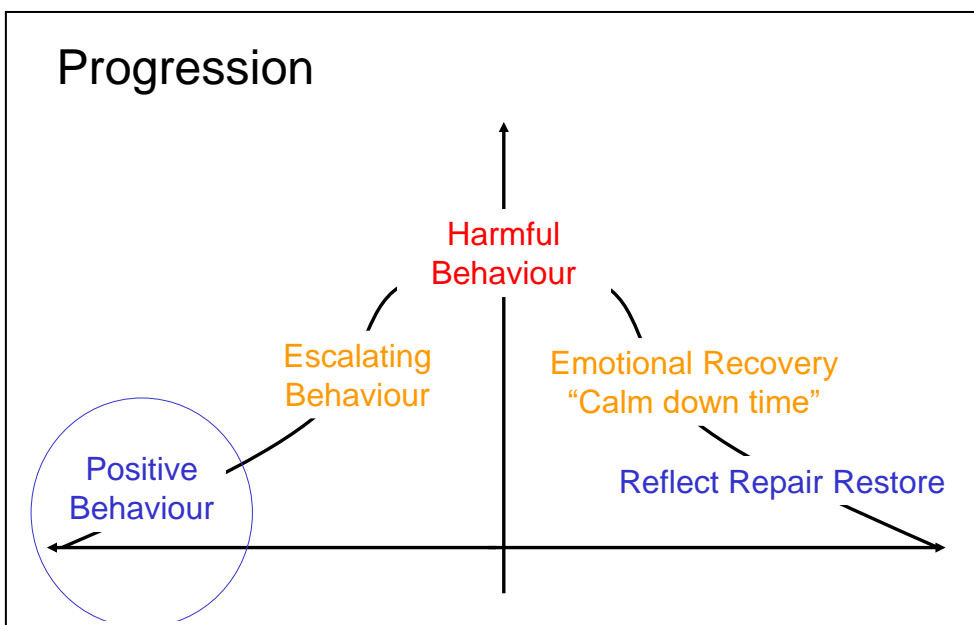 Progression
Harmful
Behaviour
Escalating
Behaviour
Emotional Recovery
“Calm down time”
Positive
Behaviour
Reflect Repair Restore